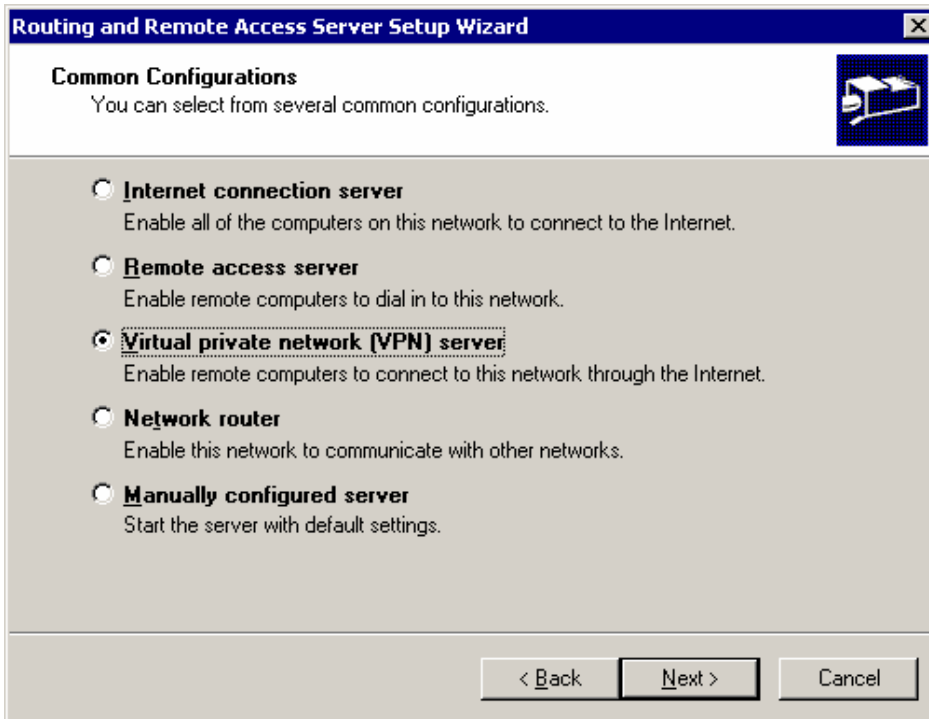 Routing and Remote Access Server Setup Wizard
Common Configurations
You can select from several common configurations.
Internet connection server
Enable all of the computers on this network to connect to the Internet.
Remote access server
Enable remote computers to dial in to this network.
Virtual private network (VPN) server
Enable remote computers to connect to this network through the Internet.
Network router
Enable this network to communicate with other networks.
Manually configured server
Start the server with default settings.
< Back Next > Cancel